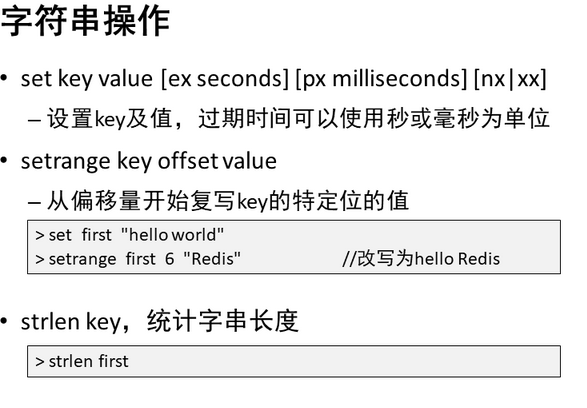 字符串操作
• set key value [ex seconds] [px milliseconds] [nx|xx]
– 设置key及值，过期时间可以使用秒或毫秒为单位
• setrange key offset value
– 从偏移量开始复写key的特定位的值
> set first "hello world"
> setrange first 6 "Redis" //改写为hello Redis
• strlen key，统计字串长度
> strlen first